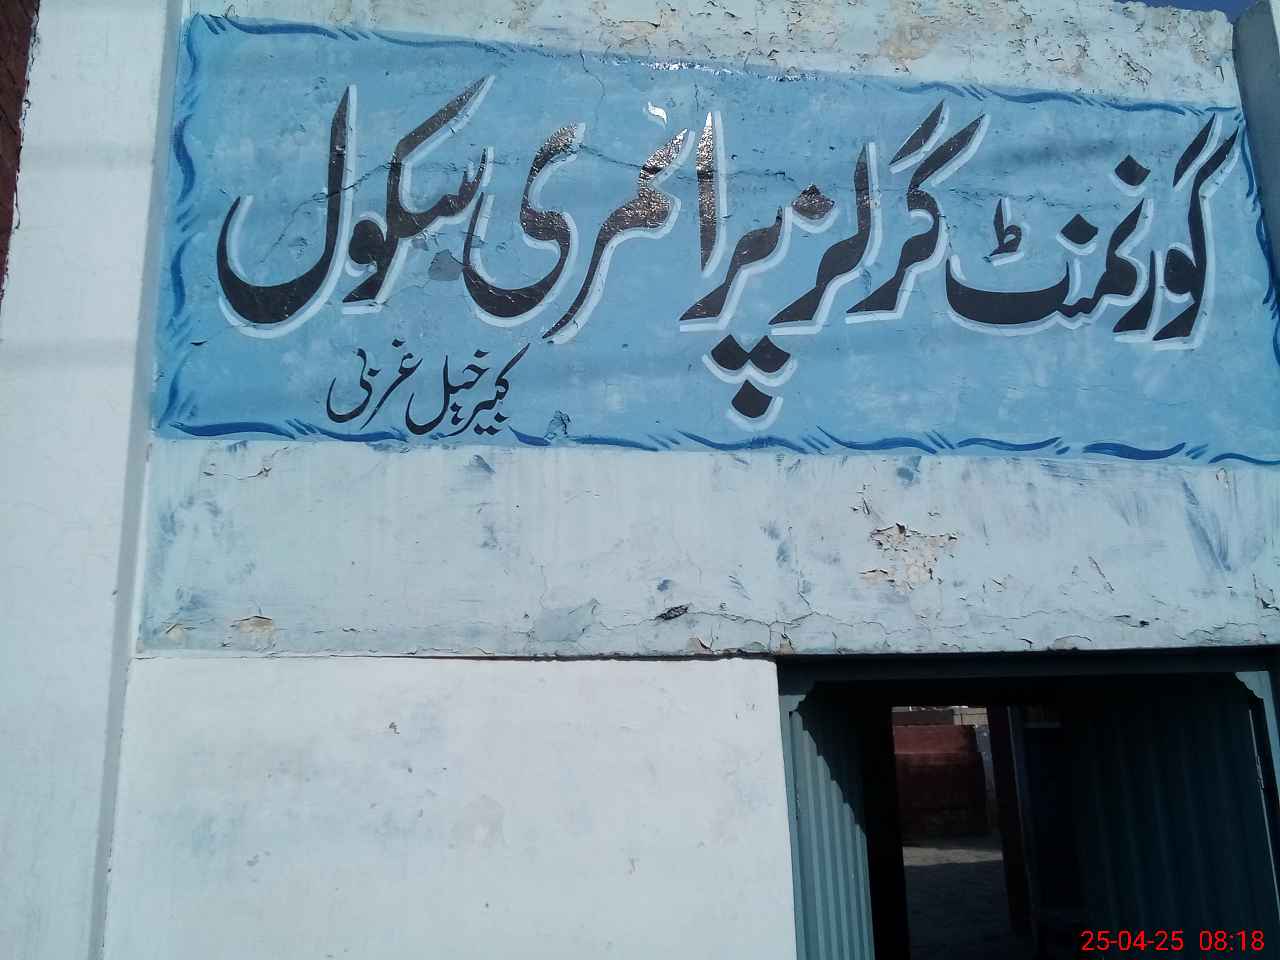 گورنمنٹ گرلز پرائمری سکول
کبیر خیل غربی
25-04-25 08:18